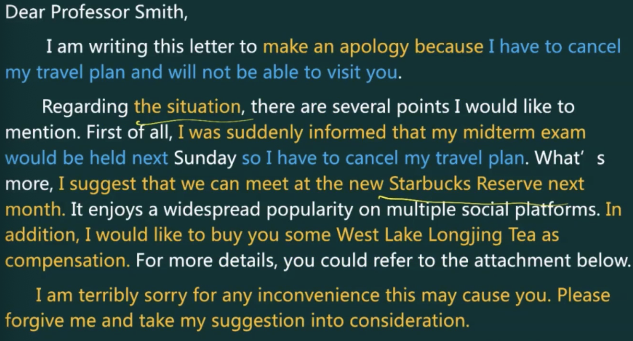 Dear Professor Smith,
I am writing this letter to make an apology because I have to cancel
my travel plan and will not be able to visit you.
Regarding the situation, there are several points I would like to
mention. First of all, I was suddenly informed that my midterm exam
would be held next Sunday so I have to cancel my travel plan. What's
more, I suggest that we can meet at the new Starbucks Reserve next
month. It enjoys a widespread popularity on multiple social platforms. In
addition, I would like to buy you some West Lake Longjing Tea as
compensation. For more details, you could refer to the attachment below.
I am terribly sorry for any inconvenience this may cause you. Please
forgive me and take my suggestion into consideration.